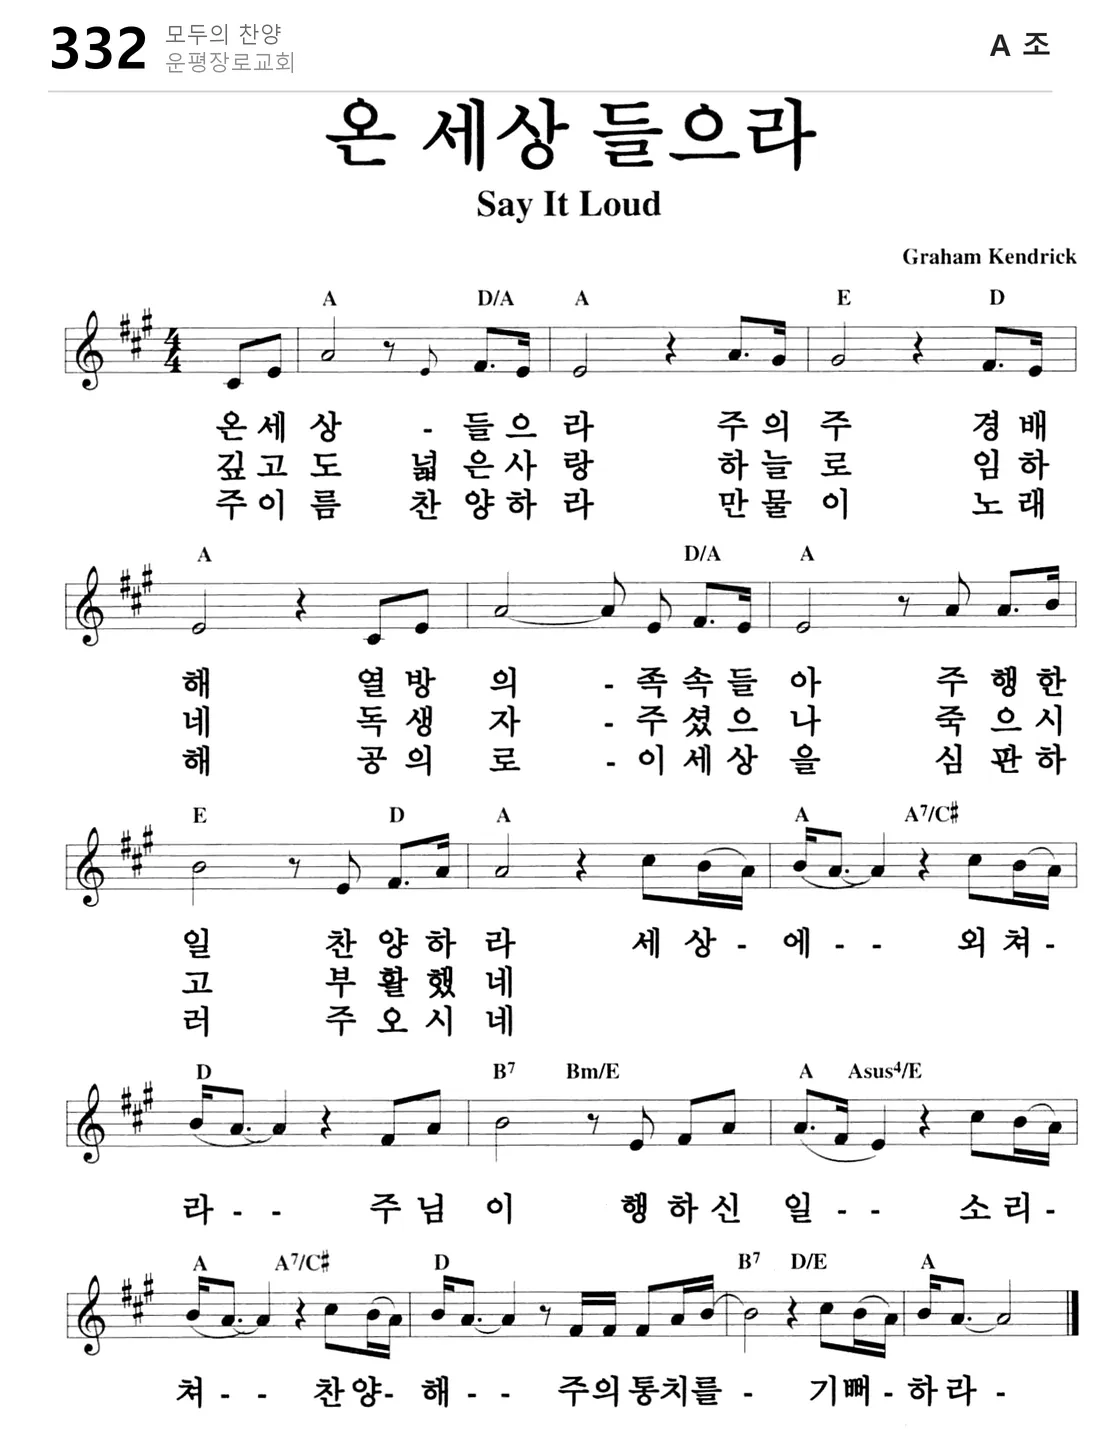 332 모두의 찬양 A 조
운평장로교회
온 세상 들으라
Say It Loud
Graham Kendrick
A D/A A E D
4
4
온 세 상 - 들 으 라 주 의 주 경 배
깊 고 도 넓 은 사 랑 하 늘 로 임 하
주 이 름 찬 양 하 라 만 물 이 노 래
A D/A A
해 열 방 의 - 족 속 들 아 주 행 한
네 독 생 자 - 주 셨 으 나 죽 으 시
해 공 의 로 - 이 세 상 을 심 판 하
E D A A A7/C♯
일 찬 양 하 라 세 상 - 에 - - 외 쳐 -
고 부 활 했 네
러 주 오 시 네
D B7 Bm/E A Asus4/E
라 - - 주 님 이 행 하 신 일 - - 소 리 -
A A7/C♯ D B7 D/E A
쳐 - - 찬 양 - 해 - - 주 의 통 치 를 - 기 뻐 - 하 라 -